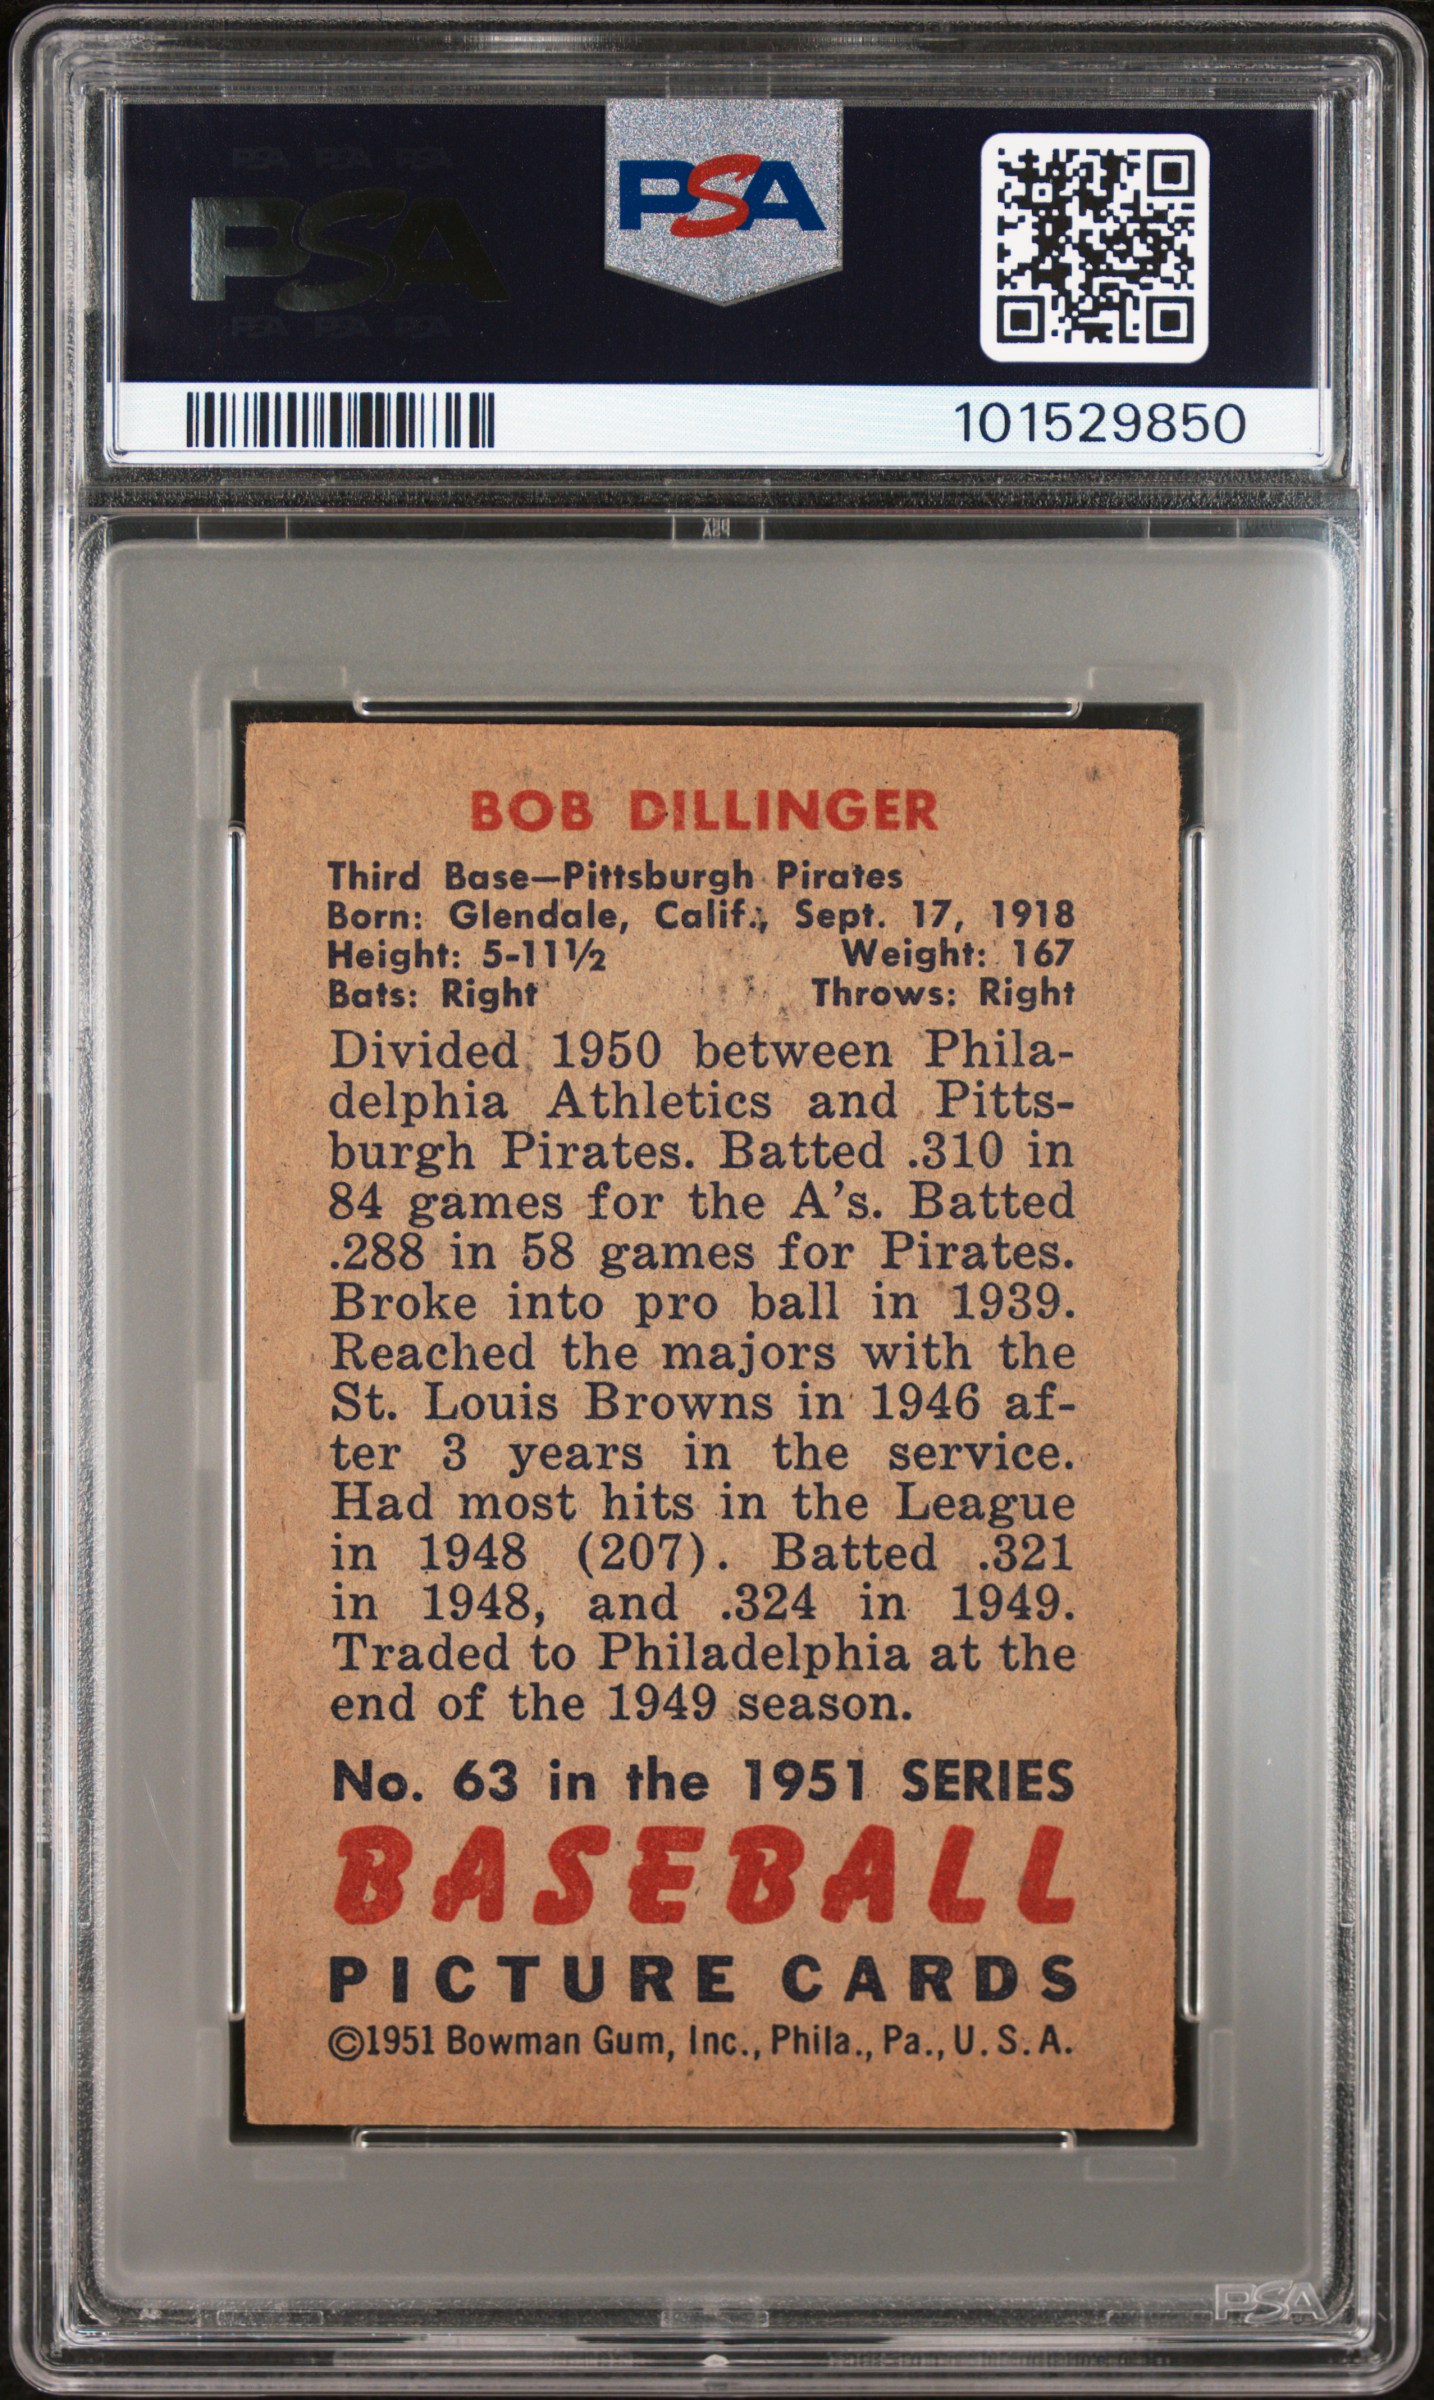 PSA PSA PSA
PSA
PSA PSA PSA
PSA
101529850
BOB DILLINGER
Third Base—Pittsburgh Pirates
Born: Glendale, Calif., Sept. 17, 1918
Height: 5-11½ Weight: 167
Bats: Right Throws: Right
Divided 1950 between Phila-
delphia Athletics and Pitts-
burgh Pirates. Batted .310 in
84 games for the A's. Batted
.288 in 58 games for Pirates.
Broke into pro ball in 1939.
Reached the majors with the
St. Louis Browns in 1946 af-
ter 3 years in the service.
Had most hits in the League
in 1948 (207). Batted .321
in 1948, and .324 in 1949.
Traded to Philadelphia at the
end of the 1949 season.
No. 63 in the 1951 SERIES
BASEBALL
PICTURE CARDS
©1951 Bowman Gum, Inc., Phila., Pa., U.S.A.
PSA